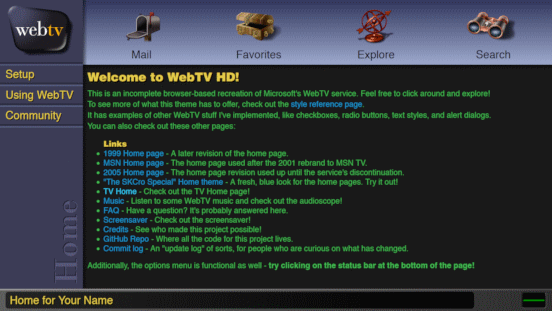 webtv
Mail
Favorites
Explore
Search
Setup
Using WebTV
Community
Home
Welcome to WebTV HD!
This is an incomplete browser-based recreation of Microsoft's WebTV service. Feel free to click around and explore!
To see more of what this theme has to offer, check out the style reference page.
It has examples of other WebTV stuff I've implemented, like checkboxes, radio buttons, text styles, and alert dialogs.
You can also check out these other pages:
Links
• 1999 Home page - A later revision of the home page.
• MSN Home page - The home page used after the 2001 rebrand to MSN TV.
• 2005 Home page - The home page revision used up until the service's discontinuation.
• "The SKCro Special" Home theme - A fresh, blue look for the home pages. Try it out!
• TV Home - Check out the TV Home page!
• Music - Listen to some WebTV music and check out the audioscope!
• FAQ - Have a question? It's probably answered here.
• Screensaver - Check out the screensaver!
• Credits - See who made this project possible!
• GitHub Repo - Where all the code for this project lives.
• Commit log - An "update log" of sorts, for people who are curious on what has changed.
Additionally, the options menu is functional as well - try clicking on the status bar at the bottom of the page!
Home for Your Name